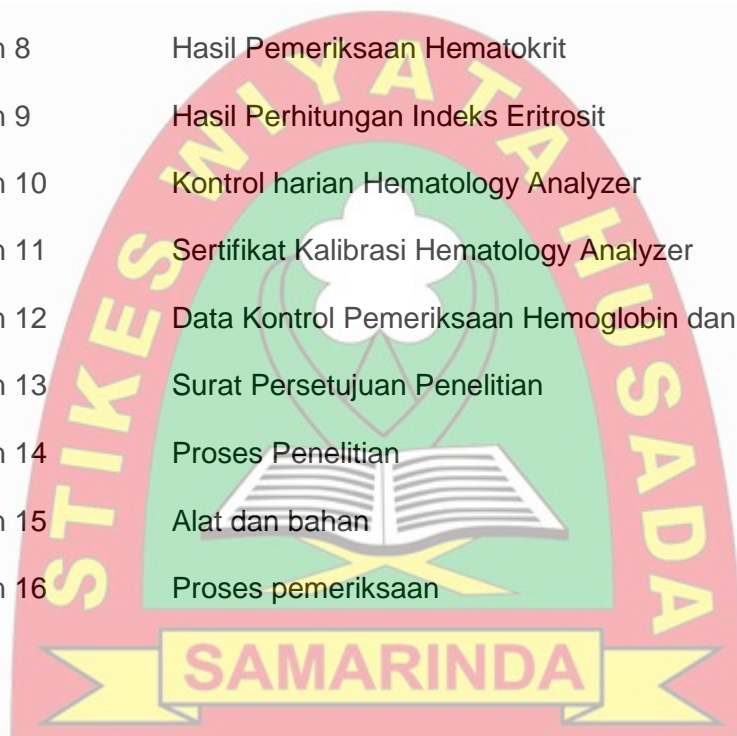 n 8 Hasil Pemeriksaan Hematokrit
n 9 Hasil Perhitungan Indeks Eritrosit
n 10 Kontrol harian Hematology Analyzer
n 11 Sertifikat Kalibrasi Hematology Analyzer
n 12 Data Kontrol Pemeriksaan Hemoglobin dan
n 13 Surat Persetujuan Penelitian
n 14 Proses Penelitian
n 15 Alat dan bahan
n 16 Proses pemeriksaan
STIKES WIYATA HUSADA
SAMARINDA